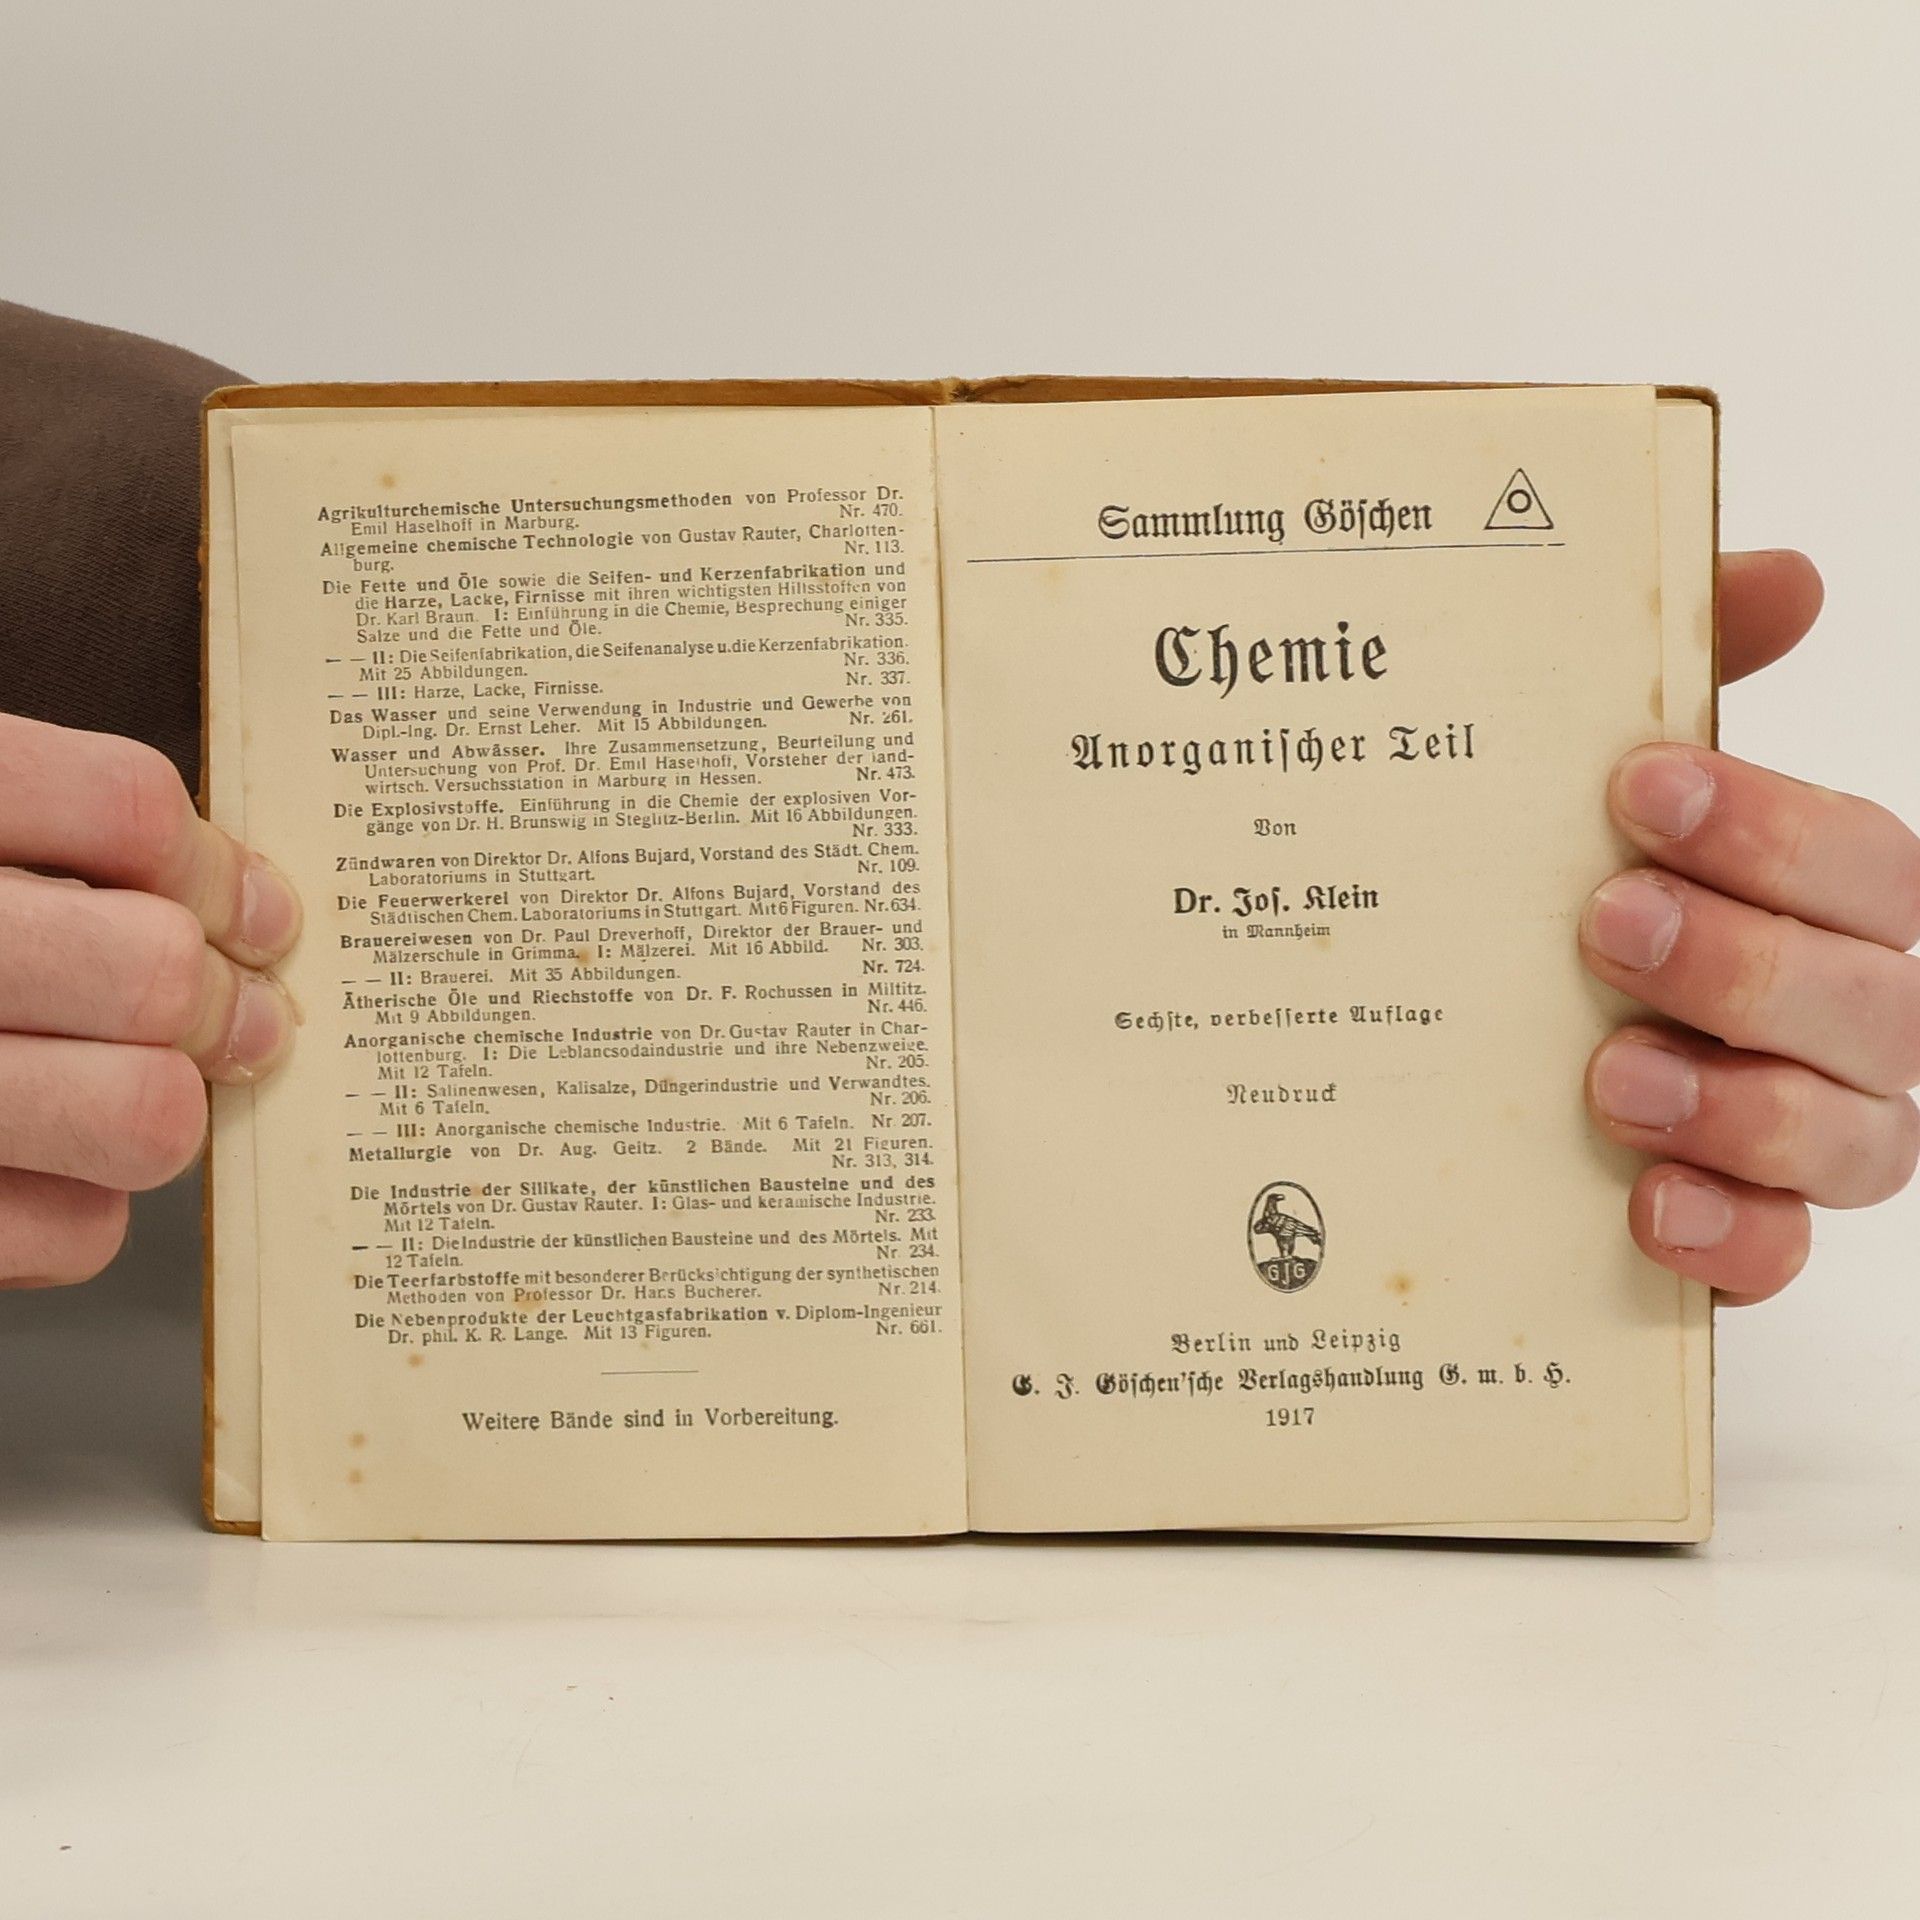 Agrikulturchemische Untersuchungsmethoden von Professor Dr.
Emil Haselhoff in Marburg. Nr. 470.
Allgemeine chemische Technologie von Gustav Rauter, Charlotten-
burg. Nr. 113.
Die Fette und Öle sowie die Seifen- und Kerzenfabrikation und
die Harze, Lacke, Firnisse mit ihren wichtigsten Hilfsstoffen von
Dr. Karl Braun. I: Einführung in die Chemie, Besprechung einiger
Salze und die Fette und Öle. Nr. 335.
— — II: Die Seifenfabrikation, die Seifenanalyse u. die Kerzenfabrikation.
Mit 25 Abbildungen. Nr. 336.
— — III: Harze, Lacke, Firnisse. Nr. 337.
Das Wasser und seine Verwendung in Industrie und Gewerbe von
Dipl.-Ing. Dr. Ernst Leher. Mit 15 Abbildungen. Nr. 261.
Wasser und Abwässer. Ihre Zusammensetzung, Beurteilung und
Untersuchung von Prof. Dr. Emil Haselhoff, Vorsteher der land-
wirtsch. Versuchsstation in Marburg in Hessen. Nr. 473.
Die Explosivstoffe. Einführung in die Chemie der explosiven Vor-
gänge von Dr. H. Brunswig in Steglitz-Berlin. Mit 16 Abbildungen.
Nr. 333.
Zündwaren von Direktor Dr. Alfons Bujard, Vorstand des Städt. Chem.
Laboratoriums in Stuttgart. Nr. 109.
Die Feuerwerkerei von Direktor Dr. Alfons Bujard, Vorstand des
Städtischen Chem. Laboratoriums in Stuttgart. Mit 6 Figuren. Nr. 634.
Brauereiwesen von Dr. Paul Dreverhoff, Direktor der Brauer- und
Mälzerschule in Grimma. I: Mälzerei. Mit 16 Abbild. Nr. 303.
— — II: Brauerei. Mit 35 Abbildungen. Nr. 724.
Ätherische Öle und Riechstoffe von Dr. F. Rochussen in Miltitz.
Mit 9 Abbildungen. Nr. 446.
Anorganische chemische Industrie von Dr. Gustav Rauter in Char-
lottenburg. I: Die Leblancsodaindustrie und ihre Nebenzweige.
Mit 12 Tafeln. Nr. 205.
— — II: Salinenwesen, Kalisalze, Düngerindustrie und Verwandtes.
Mit 6 Tafeln. Nr. 206.
— — III: Anorganische chemische Industrie. Mit 6 Tafeln. Nr 207.
Metallurgie von Dr. Aug. Geitz. 2 Bände. Mit 21 Figuren.
Nr. 313, 314.
Die Industrie der Silikate, der künstlichen Bausteine und des
Mörtels von Dr. Gustav Rauter. I: Glas- und keramische Industrie.
Mit 12 Tafeln. Nr. 233.
— — II: Die Industrie der künstlichen Bausteine und des Mörtels. Mit
12 Tafeln. Nr. 234.
Die Teerfarbstoffe mit besonderer Berücksichtigung der synthetischen
Methoden von Professor Dr. Hans Bucherer. Nr. 214.
Die Nebenprodukte der Leuchtgasfabrikation v. Diplom-Ingenieur
Dr. phil. K. R. Lange. Mit 13 Figuren. Nr. 661.
Weitere Bände sind in Vorbereitung.
Sammlung Göschen
Chemie
Anorganischer Teil
Von
Dr. Jos. Klein
in Mannheim
Sechste, verbesserte Auflage
Neudruck
GJG
Berlin und Leipzig
G. J. Göschen'sche Verlagshandlung G. m. b. H.
1917